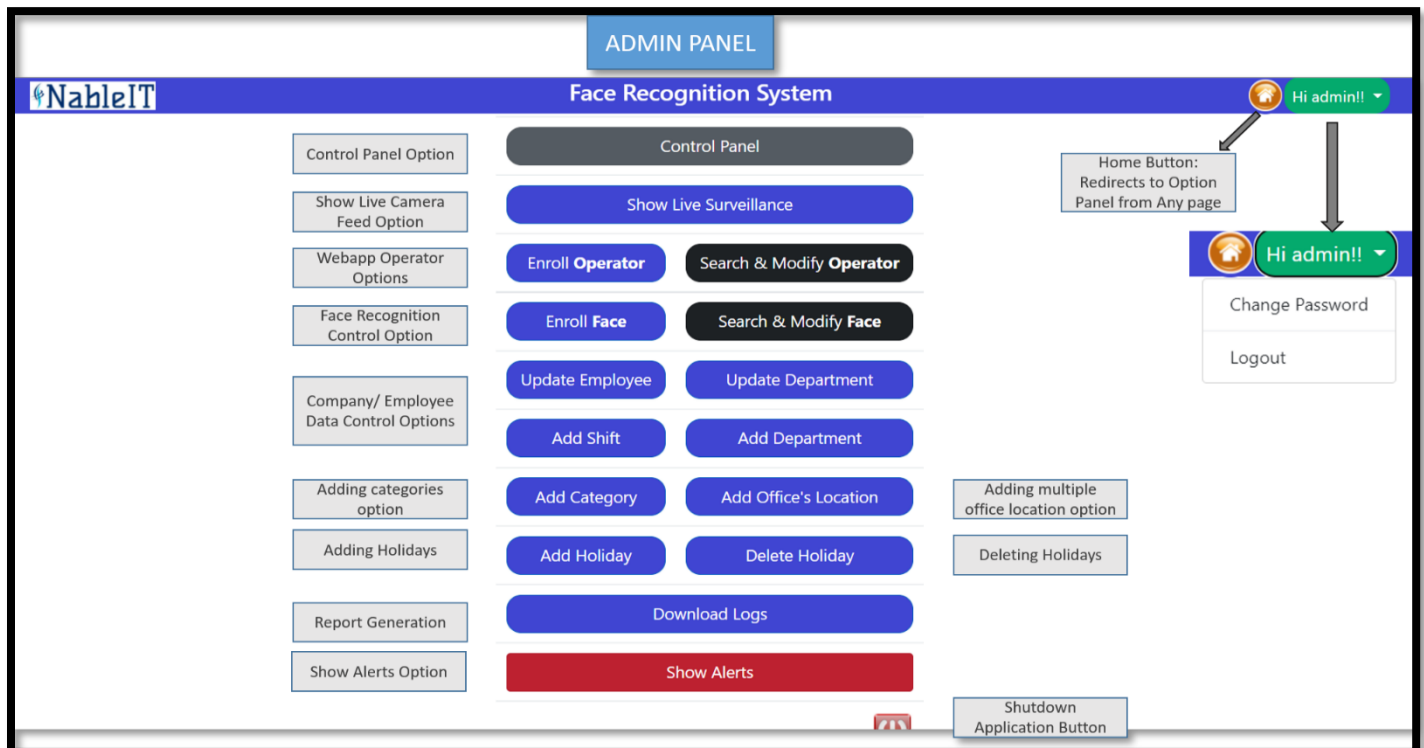 ADMIN PANEL
NableIT
Face Recognition System
Hi admin!!
Control Panel Option
Control Panel
Home Button:
Redirects to Option
Panel from Any page
Show Live Camera
Feed Option
Show Live Surveillance
Webapp Operator
Options
Enroll Operator
Search & Modify Operator
Hi admin!!
Change Password
Logout
Face Recognition
Control Option
Enroll Face
Search & Modify Face
Company/ Employee
Data Control Options
Update Employee
Update Department
Add Shift
Add Department
Adding categories
option
Add Category
Add Office's Location
Adding multiple
office location option
Adding Holidays
Add Holiday
Delete Holiday
Deleting Holidays
Report Generation
Download Logs
Show Alerts Option
Show Alerts
Shutdown
Application Button